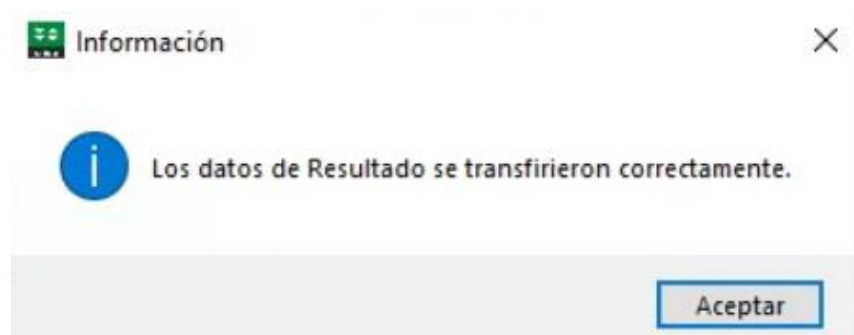 Información
Los datos de Resultado se transfirieron correctamente.
Aceptar